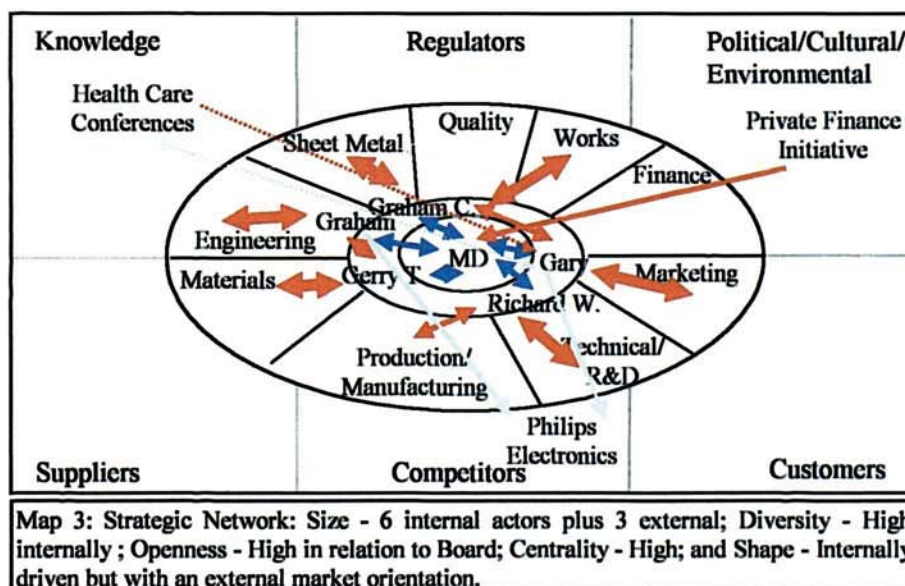 Knowledge
Regulators
Political/Cultural/
Environmental
Health Care
Conferences
Private Finance
Initiative
Quality
Sheet Metal
Works
Finance
Graham C.
Graham
Engineering
MD
Gary
Gerry T.
Materials
Marketing
Richard W.
Production/
Manufacturing
Technical/
R&D
Philips
Electronics
Suppliers
Competitors
Customers
Map 3: Strategic Network: Size - 6 internal actors plus 3 external; Diversity - High
internally ; Openness - High in relation to Board; Centrality - High; and Shape - Internally
driven but with an external market orientation.